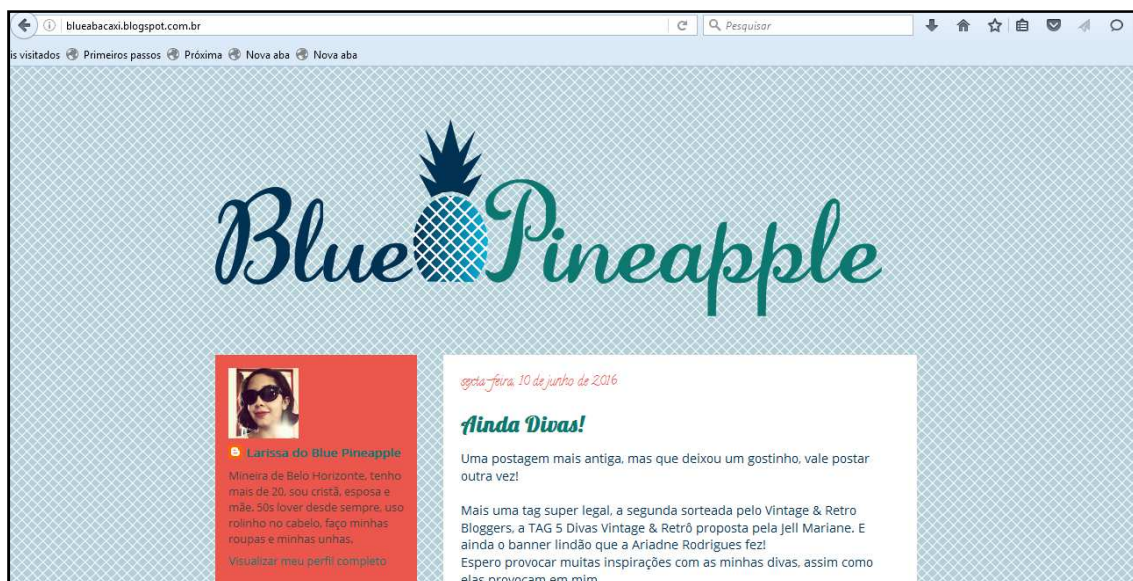 blueabacaxi.blogspot.com.br
Pesquisar
is visitados Primeiros passos Próxima Nova aba Nova aba
Blue Pineapple
sexta-feira, 10 de junho de 2016
Ainda Divas!
Uma postagem mais antiga, mas que deixou um gostinho, vale postar
outra vez!
Mais uma tag super legal, a segunda sorteada pelo Vintage & Retro
Bloggers, a TAG 5 Divas Vintage & Retrô proposta pela Jell Mariane. E
ainda o banner lindão que a Ariadne Rodrigues fez!
Espero provocar muitas inspirações com as minhas divas, assim como
elas provocam em mim
Larissa do Blue Pineapple
Mineira de Belo Horizonte, tenho
mais de 20, sou cristã, esposa e
mãe. 50s lover desde sempre, uso
rolinho no cabelo, faço minhas
roupas e minhas unhas.
Visualizar meu perfil completo